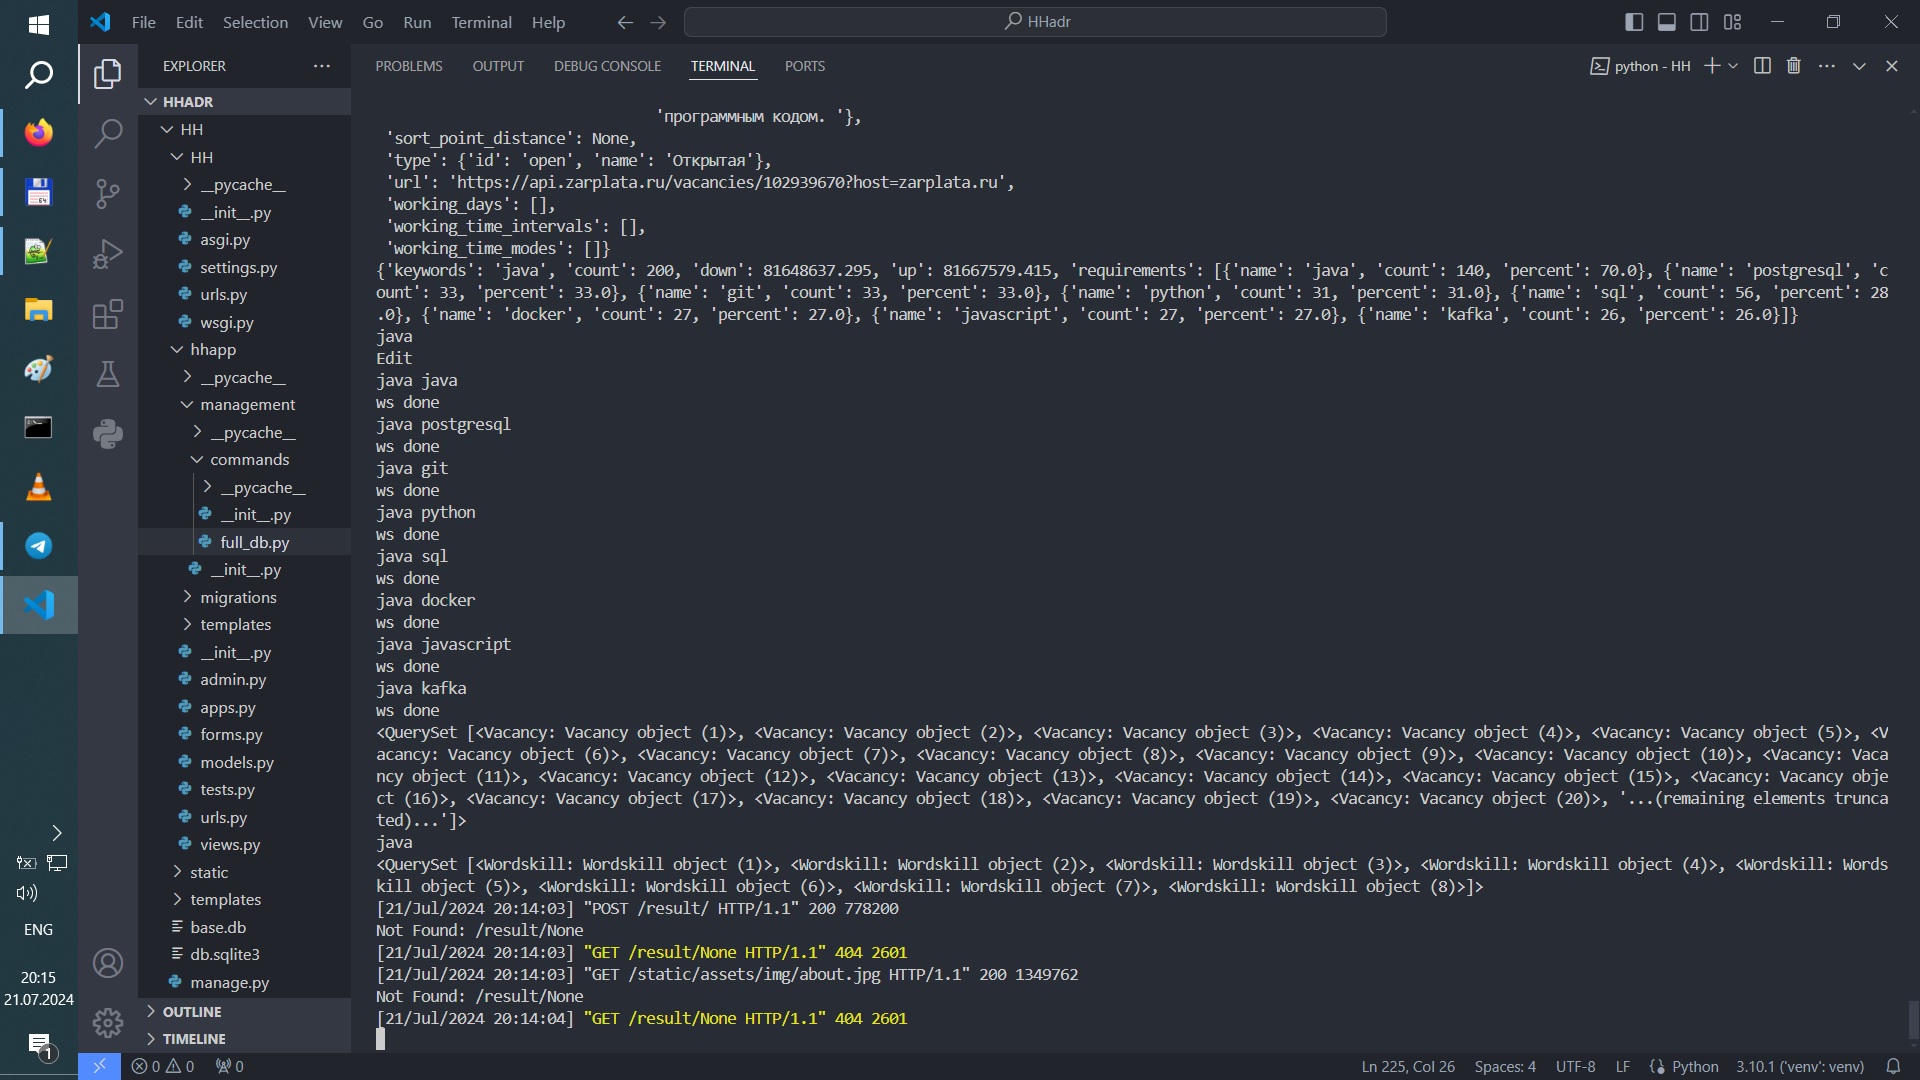 File Edit Selection View Go Run Terminal Help
HHadr
EXPLORER
PROBLEMS OUTPUT DEBUG CONSOLE TERMINAL PORTS
python - HH
HHADR
HH
HH
__pycache__
__init__.py
asgi.py
settings.py
urls.py
wsgi.py
hhapp
__pycache__
management
__pycache__
commands
__pycache__
__init__.py
full_db.py
__init__.py
migrations
templates
__init__.py
admin.py
apps.py
forms.py
models.py
tests.py
urls.py
views.py
static
templates
base.db
db.sqlite3
manage.py
OUTLINE
TIMELINE
'программным кодом. '},
'sort_point_distance': None,
'type': {'id': 'open', 'name': 'Открытая'},
'url': 'https://api.zarplata.ru/vacancies/102939670?host=zarplata.ru',
'working_days': [],
'working_time_intervals': [],
'working_time_modes': []}
{'keywords': 'java', 'count': 200, 'down': 81648637.295, 'up': 81667579.415, 'requirements': [{'name': 'java', 'count': 140, 'percent': 70.0}, {'name': 'postgresql', 'c
ount': 33, 'percent': 33.0}, {'name': 'git', 'count': 33, 'percent': 33.0}, {'name': 'python', 'count': 31, 'percent': 31.0}, {'name': 'sql', 'count': 56, 'percent': 28
.0}, {'name': 'docker', 'count': 27, 'percent': 27.0}, {'name': 'javascript', 'count': 27, 'percent': 27.0}, {'name': 'kafka', 'count': 26, 'percent': 26.0}]}
java
Edit
java java
ws done
java postgresql
ws done
java git
ws done
java python
ws done
java sql
ws done
java docker
ws done
java javascript
ws done
java kafka
ws done
<QuerySet [<Vacancy: Vacancy object (1)>, <Vacancy: Vacancy object (2)>, <Vacancy: Vacancy object (3)>, <Vacancy: Vacancy object (4)>, <Vacancy: Vacancy object (5)>, <V
acancy: Vacancy object (6)>, <Vacancy: Vacancy object (7)>, <Vacancy: Vacancy object (8)>, <Vacancy: Vacancy object (9)>, <Vacancy: Vacancy object (10)>, <Vacancy: Vaca
ncy object (11)>, <Vacancy: Vacancy object (12)>, <Vacancy: Vacancy object (13)>, <Vacancy: Vacancy object (14)>, <Vacancy: Vacancy object (15)>, <Vacancy: Vacancy obje
ct (16)>, <Vacancy: Vacancy object (17)>, <Vacancy: Vacancy object (18)>, <Vacancy: Vacancy object (19)>, <Vacancy: Vacancy object (20)>, '...(remaining elements trunca
ted)...']>
java
<QuerySet [<Wordskill: Wordskill object (1)>, <Wordskill: Wordskill object (2)>, <Wordskill: Wordskill object (3)>, <Wordskill: Wordskill object (4)>, <Wordskill: Words
kill object (5)>, <Wordskill: Wordskill object (6)>, <Wordskill: Wordskill object (7)>, <Wordskill: Wordskill object (8)>]>
[21/Jul/2024 20:14:03] "POST /result/ HTTP/1.1" 200 778200
Not Found: /result/None
[21/Jul/2024 20:14:03] "GET /result/None HTTP/1.1" 404 2601
[21/Jul/2024 20:14:03] "GET /static/assets/img/about.jpg HTTP/1.1" 200 1349762
Not Found: /result/None
[21/Jul/2024 20:14:04] "GET /result/None HTTP/1.1" 404 2601
ENG
20:15
21.07.2024
1
0 0 0
Ln 225, Col 26 Spaces: 4 UTF-8 LF Python 3.10.1 ('venv': venv)